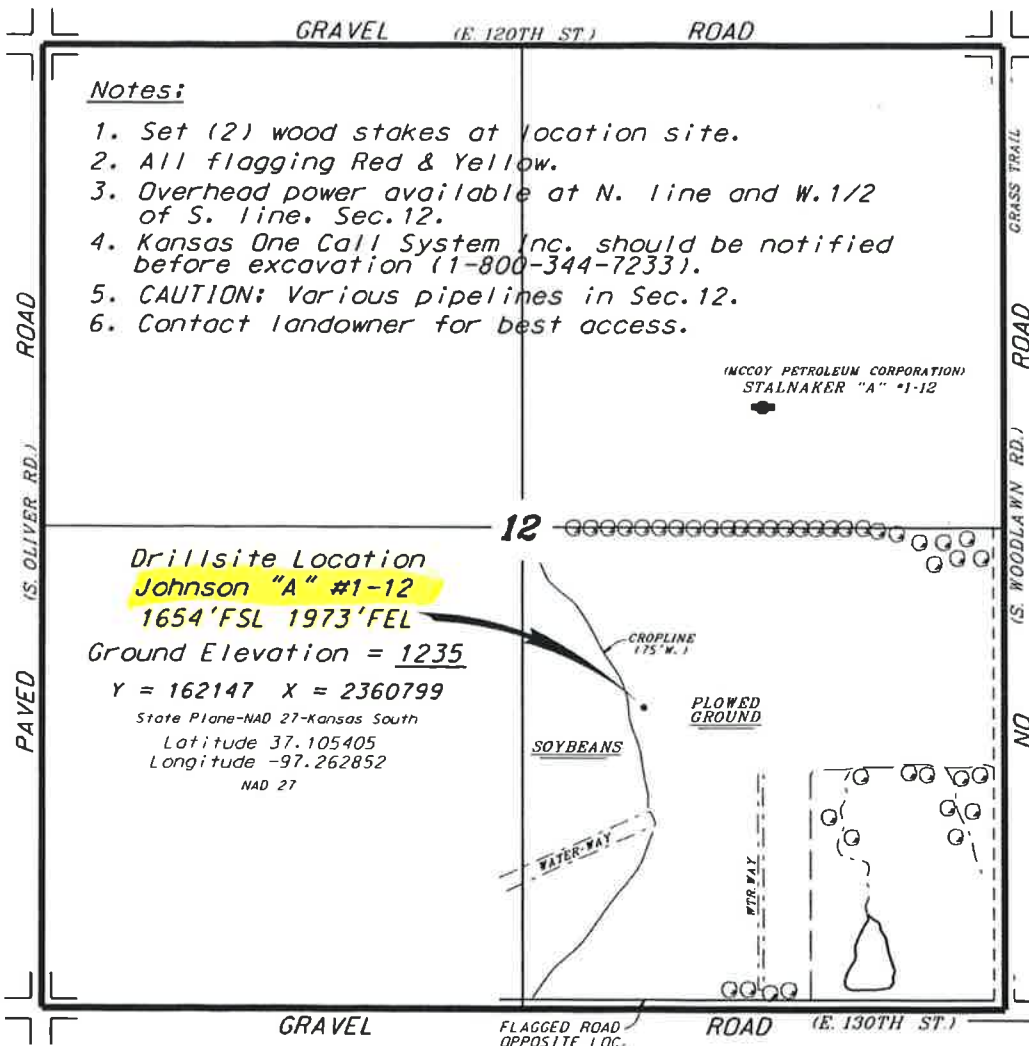 GRAVEL (E. 120TH ST.) ROAD
Notes:
1. Set (2) wood stakes at location site.
2. All flagging Red & Yellow.
3. Overhead power available at N. line and W.1/2
of S. line. Sec.12.
4. Kansas One Call System Inc. should be notified
before excavation (1-800-344-7233).
5. CAUTION: Various pipelines in Sec.12.
6. Contact landowner for best access.
GRASS TRAIL
PAVED (S. OLIVER RD.) ROAD
NO (S. WOODLAWN RD.) ROAD
(MCCOY PETROLEUM CORPORATION)
STALNAKER "A" #1-12
12
Drillsite Location
Johnson "A" #1-12
1654'FSL 1973'FEL
Ground Elevation = 1235
Y = 162147 X = 2360799
State Plane-NAD 27-Kansas South
Latitude 37.105405
Longitude -97.262852
NAD 27
CROPLINE
(75'W.)
PLOWED
GROUND
SOYBEANS
WATER-WAY
WTR.WAY
GRAVEL ROAD (E. 130TH ST.)
FLAGGED ROAD
OPPOSITE LOC.